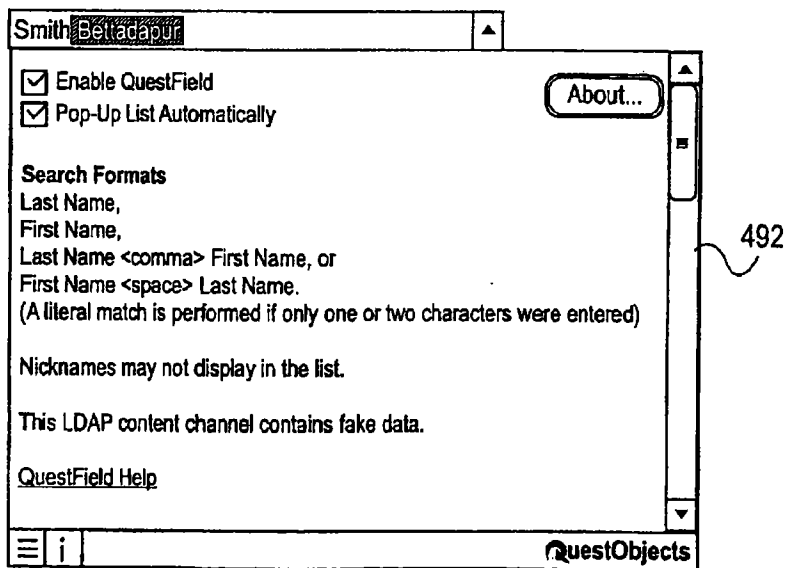 Smith Bettadapur
Enable QuestField
About...
Pop-Up List Automatically
Search Formats
Last Name,
First Name,
Last Name <comma> First Name, or
First Name <space> Last Name.
(A literal match is performed if only one or two characters were entered)
492
Nicknames may not display in the list.
This LDAP content channel contains fake data.
QuestField Help
i
QuestObjects